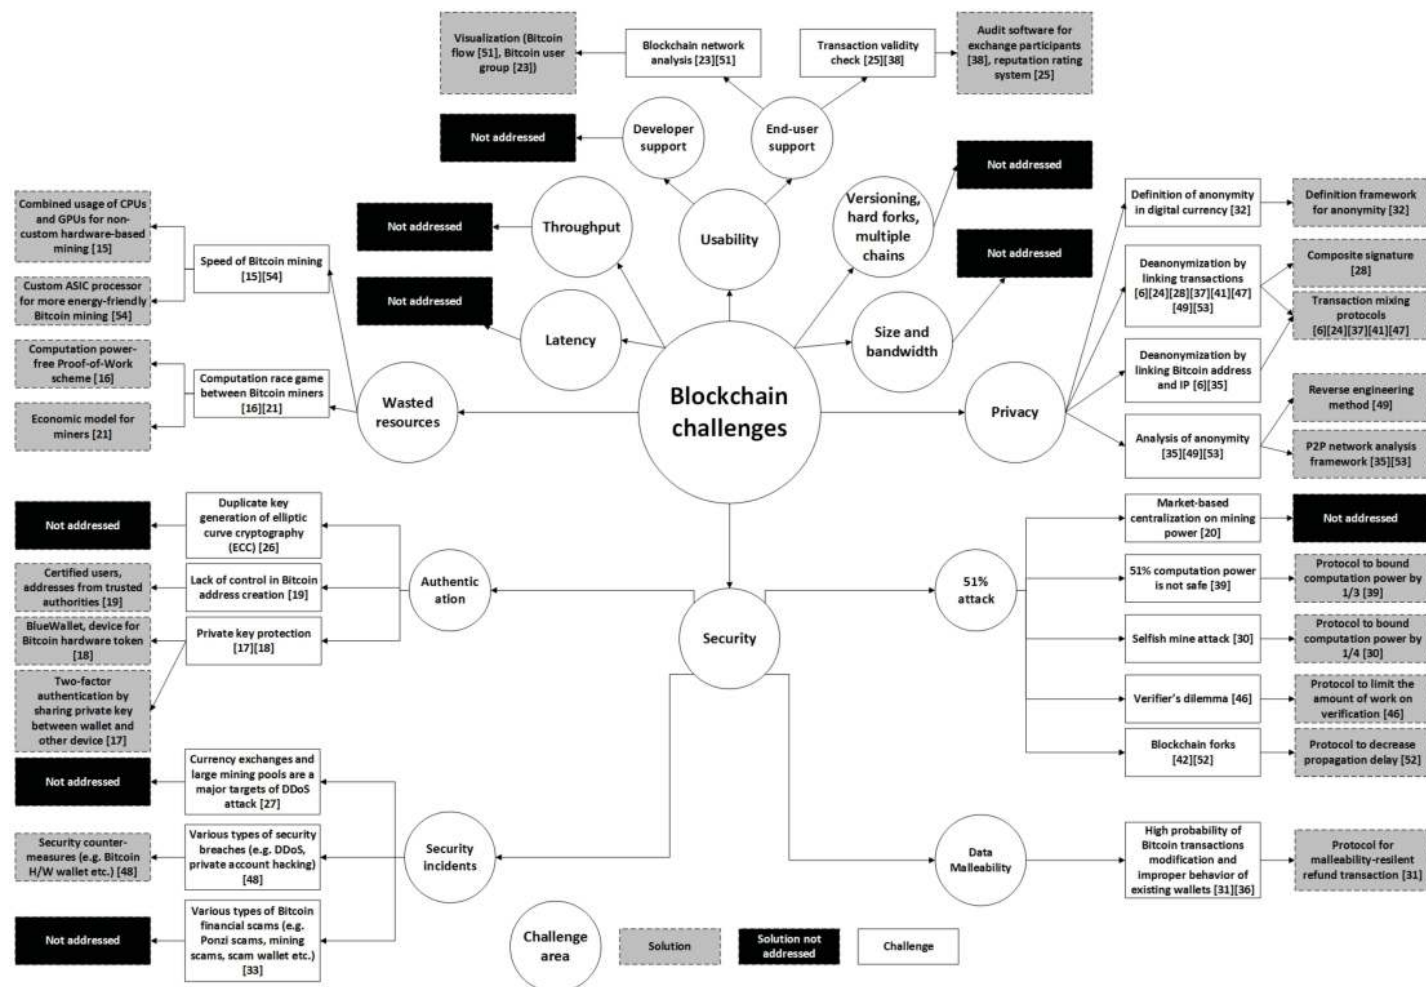 Visualization (Bitcoin
flow [51], Bitcoin user
group [23])
Blockchain network
analysis [23][51]
Transaction validity
check [25][38]
Audit software for
exchange participants
[38], reputation rating
system [25]
Not addressed
Developer
support
End-user
support
Not addressed
Versioning,
hard forks,
multiple
chains
Not addressed
Throughput
Usability
Not addressed
Latency
Size and
bandwidth
Not addressed
Combined usage of CPUs
and GPUs for non-
custom hardware-based
mining [15]
Speed of Bitcoin mining
[15][54]
Custom ASIC processor
for more energy-friendly
Bitcoin mining [54]
Computation power-
free Proof-of-Work
scheme [16]
Computation race game
between Bitcoin miners
[16][21]
Economic model for
miners [21]
Wasted
resources
Blockchain
challenges
Privacy
Definition of anonymity
in digital currency [32]
Definition framework
for anonymity [32]
Deanonymization by
linking transactions
[6][24][28][37][41][47]
[49][53]
Composite signature
[28]
Transaction mixing
protocols
[6][24][37][41][47]
Deanonymization by
linking Bitcoin address
and IP [6][35]
Analysis of anonymity
[35][49][53]
Reverse engineering
method [49]
P2P network analysis
framework [35][53]
Not addressed
Duplicate key
generation of elliptic
curve cryptography
(ECC) [26]
Certified users,
addresses from trusted
authorities [19]
Lack of control in Bitcoin
address creation [19]
BlueWallet, device for
Bitcoin hardware token
[18]
Private key protection
[17][18]
Two-factor
authentication by
sharing private key
between wallet and
other device [17]
Authentic
ation
Security
51%
attack
Market-based
centralization on mining
power [20]
Not addressed
51% computation power
is not safe [39]
Protocol to bound
computation power by
1/3 [39]
Selfish mine attack [30]
Protocol to bound
computation power by
1/4 [30]
Verifier's dilemma [46]
Protocol to limit the
amount of work on
verification [46]
Blockchain forks
[42][52]
Protocol to decrease
propagation delay [52]
Not addressed
Currency exchanges and
large mining pools are a
major targets of DDoS
attack [27]
Security counter-
measures (e.g. Bitcoin
H/W wallet etc.) [48]
Various types of security
breaches (e.g. DDoS,
private account hacking)
[48]
Not addressed
Various types of Bitcoin
financial scams (e.g.
Ponzi scams, mining
scams, scam wallet etc.)
[33]
Security
incidents
Data
Malleability
High probability of
Bitcoin transactions
modification and
improper behavior of
existing wallets [31][36]
Protocol for
malleability-resilient
refund transaction [31]
Challenge
area
Solution
Solution not
addressed
Challenge